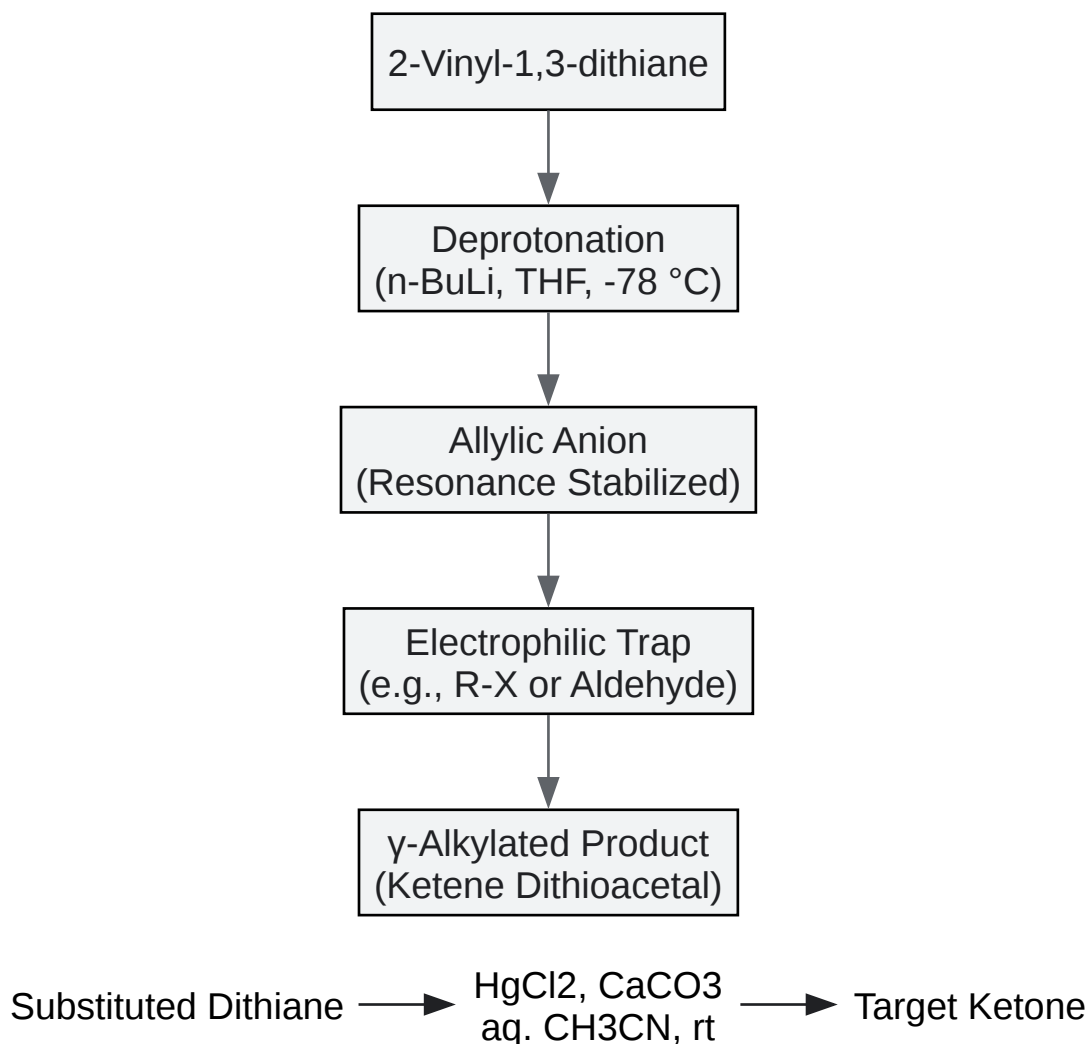 2-Vinyl-1,3-dithiane
Deprotonation
(n-BuLi, THF, -78 °C)
Allylic Anion
(Resonance Stabilized)
Electrophilic Trap
(e.g., R-X or Aldehyde)
γ-Alkylated Product
(Ketene Dithioacetal)
Substituted Dithiane
HgCl2, CaCO3
aq. CH3CN, rt
Target Ketone